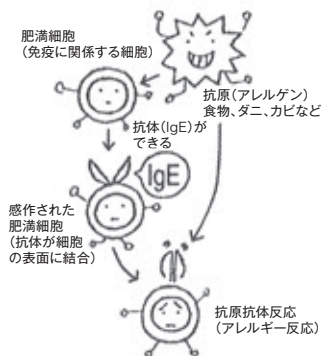 肥満細胞
（免疫に関係する細胞）
抗原（アレルゲン）
食物、ダニ、カビなど
抗体（IgE）が
できる
IgE
感作された
肥満細胞
（抗体が細胞
の表面に結合）
抗原抗体反応
（アレルギー反応）